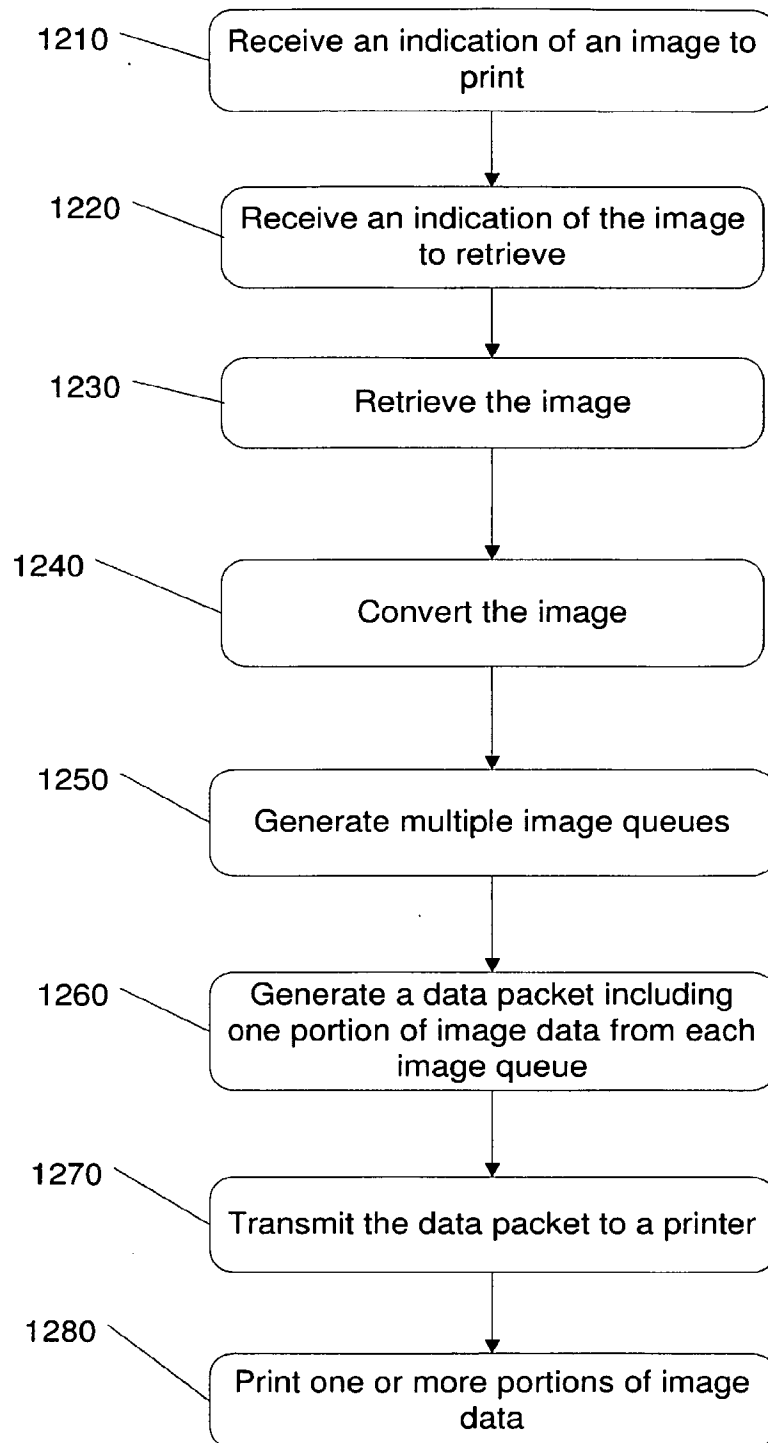 1210
Receive an indication of an image to
print
1220
Receive an indication of the image
to retrieve
1230
Retrieve the image
1240
Convert the image
1250
Generate multiple image queues
1260
Generate a data packet including
one portion of image data from each
image queue
1270
Transmit the data packet to a printer
1280
Print one or more portions of image
data